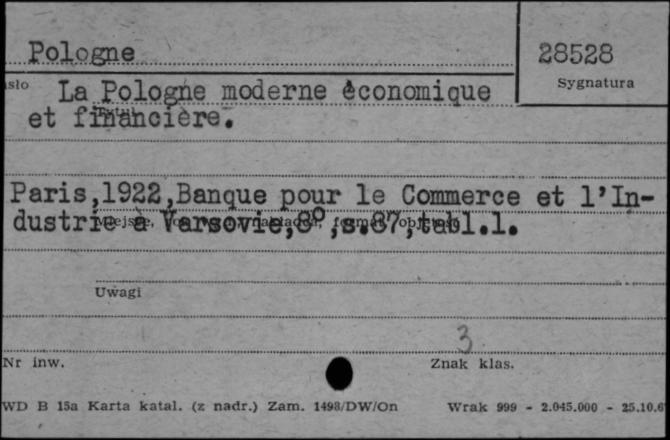 Pologne
28528
Sygnatura
La Pologne moderne économique
et financière.
Paris,1922,Banque pour le Commerce et l'In-
dustrie à Varsovie,8°,s.87,tabl.1.
Uwagi
3
Nr inw.
Znak klas.
WD B 15a Karta katal. (z nadr.) Zam. 1498/DW/On
Wrak 999 - 2.045.000 - 25.10.6